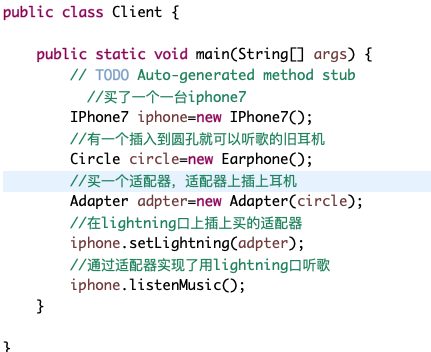 public class Client {
public static void main(String[] args) {
// TODO Auto-generated method stub
//买了一个一台iphone7
IPhone7 iphone=new IPhone7();
//有一个插入到圆孔就可以听歌的旧耳机
Circle circle=new Earphone();
//买一个适配器，适配器上插上耳机
Adapter adpter=new Adapter(circle);
//在lightning口上插上买的适配器
iphone.setLightning(adpter);
//通过适配器实现了用lightning口听歌
iphone.listenMusic();
}
}